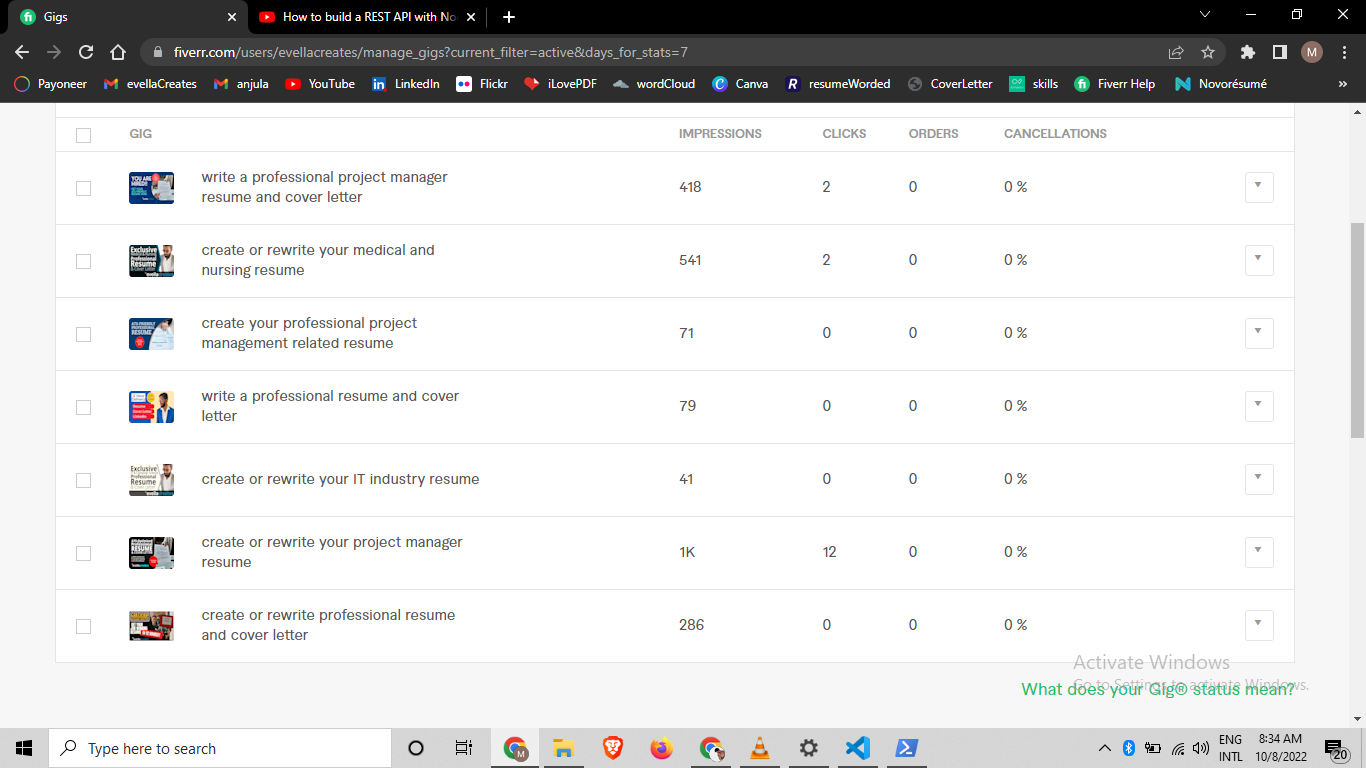 Gigs
How to build a REST API with No
fiverr.com/users/evellacreates/manage_gigs?current_filter=active&days_for_stats=7
M
Payoneer
evellaCreates
anjula
YouTube
LinkedIn
Flickr
iLovePDF
wordCloud
Canva
resumeWorded
CoverLetter
skills
Fiverr Help
Novorésumé
»
GIG IMPRESSIONS CLICKS ORDERS CANCELLATIONS
write a professional project manager
resume and cover letter
418 2 0 0 %
create or rewrite your medical and
nursing resume
541 2 0 0 %
create your professional project
management related resume
71 0 0 0 %
write a professional resume and cover
letter
79 0 0 0 %
create or rewrite your IT industry resume
41 0 0 0 %
create or rewrite your project manager
resume
1K 12 0 0 %
create or rewrite professional resume
and cover letter
286 0 0 0 %
Activate Windows
Go to Settings to activate Windows.
What does your Gig® status mean?
Type here to search
ENG
INTL
8:34 AM
10/8/2022
20